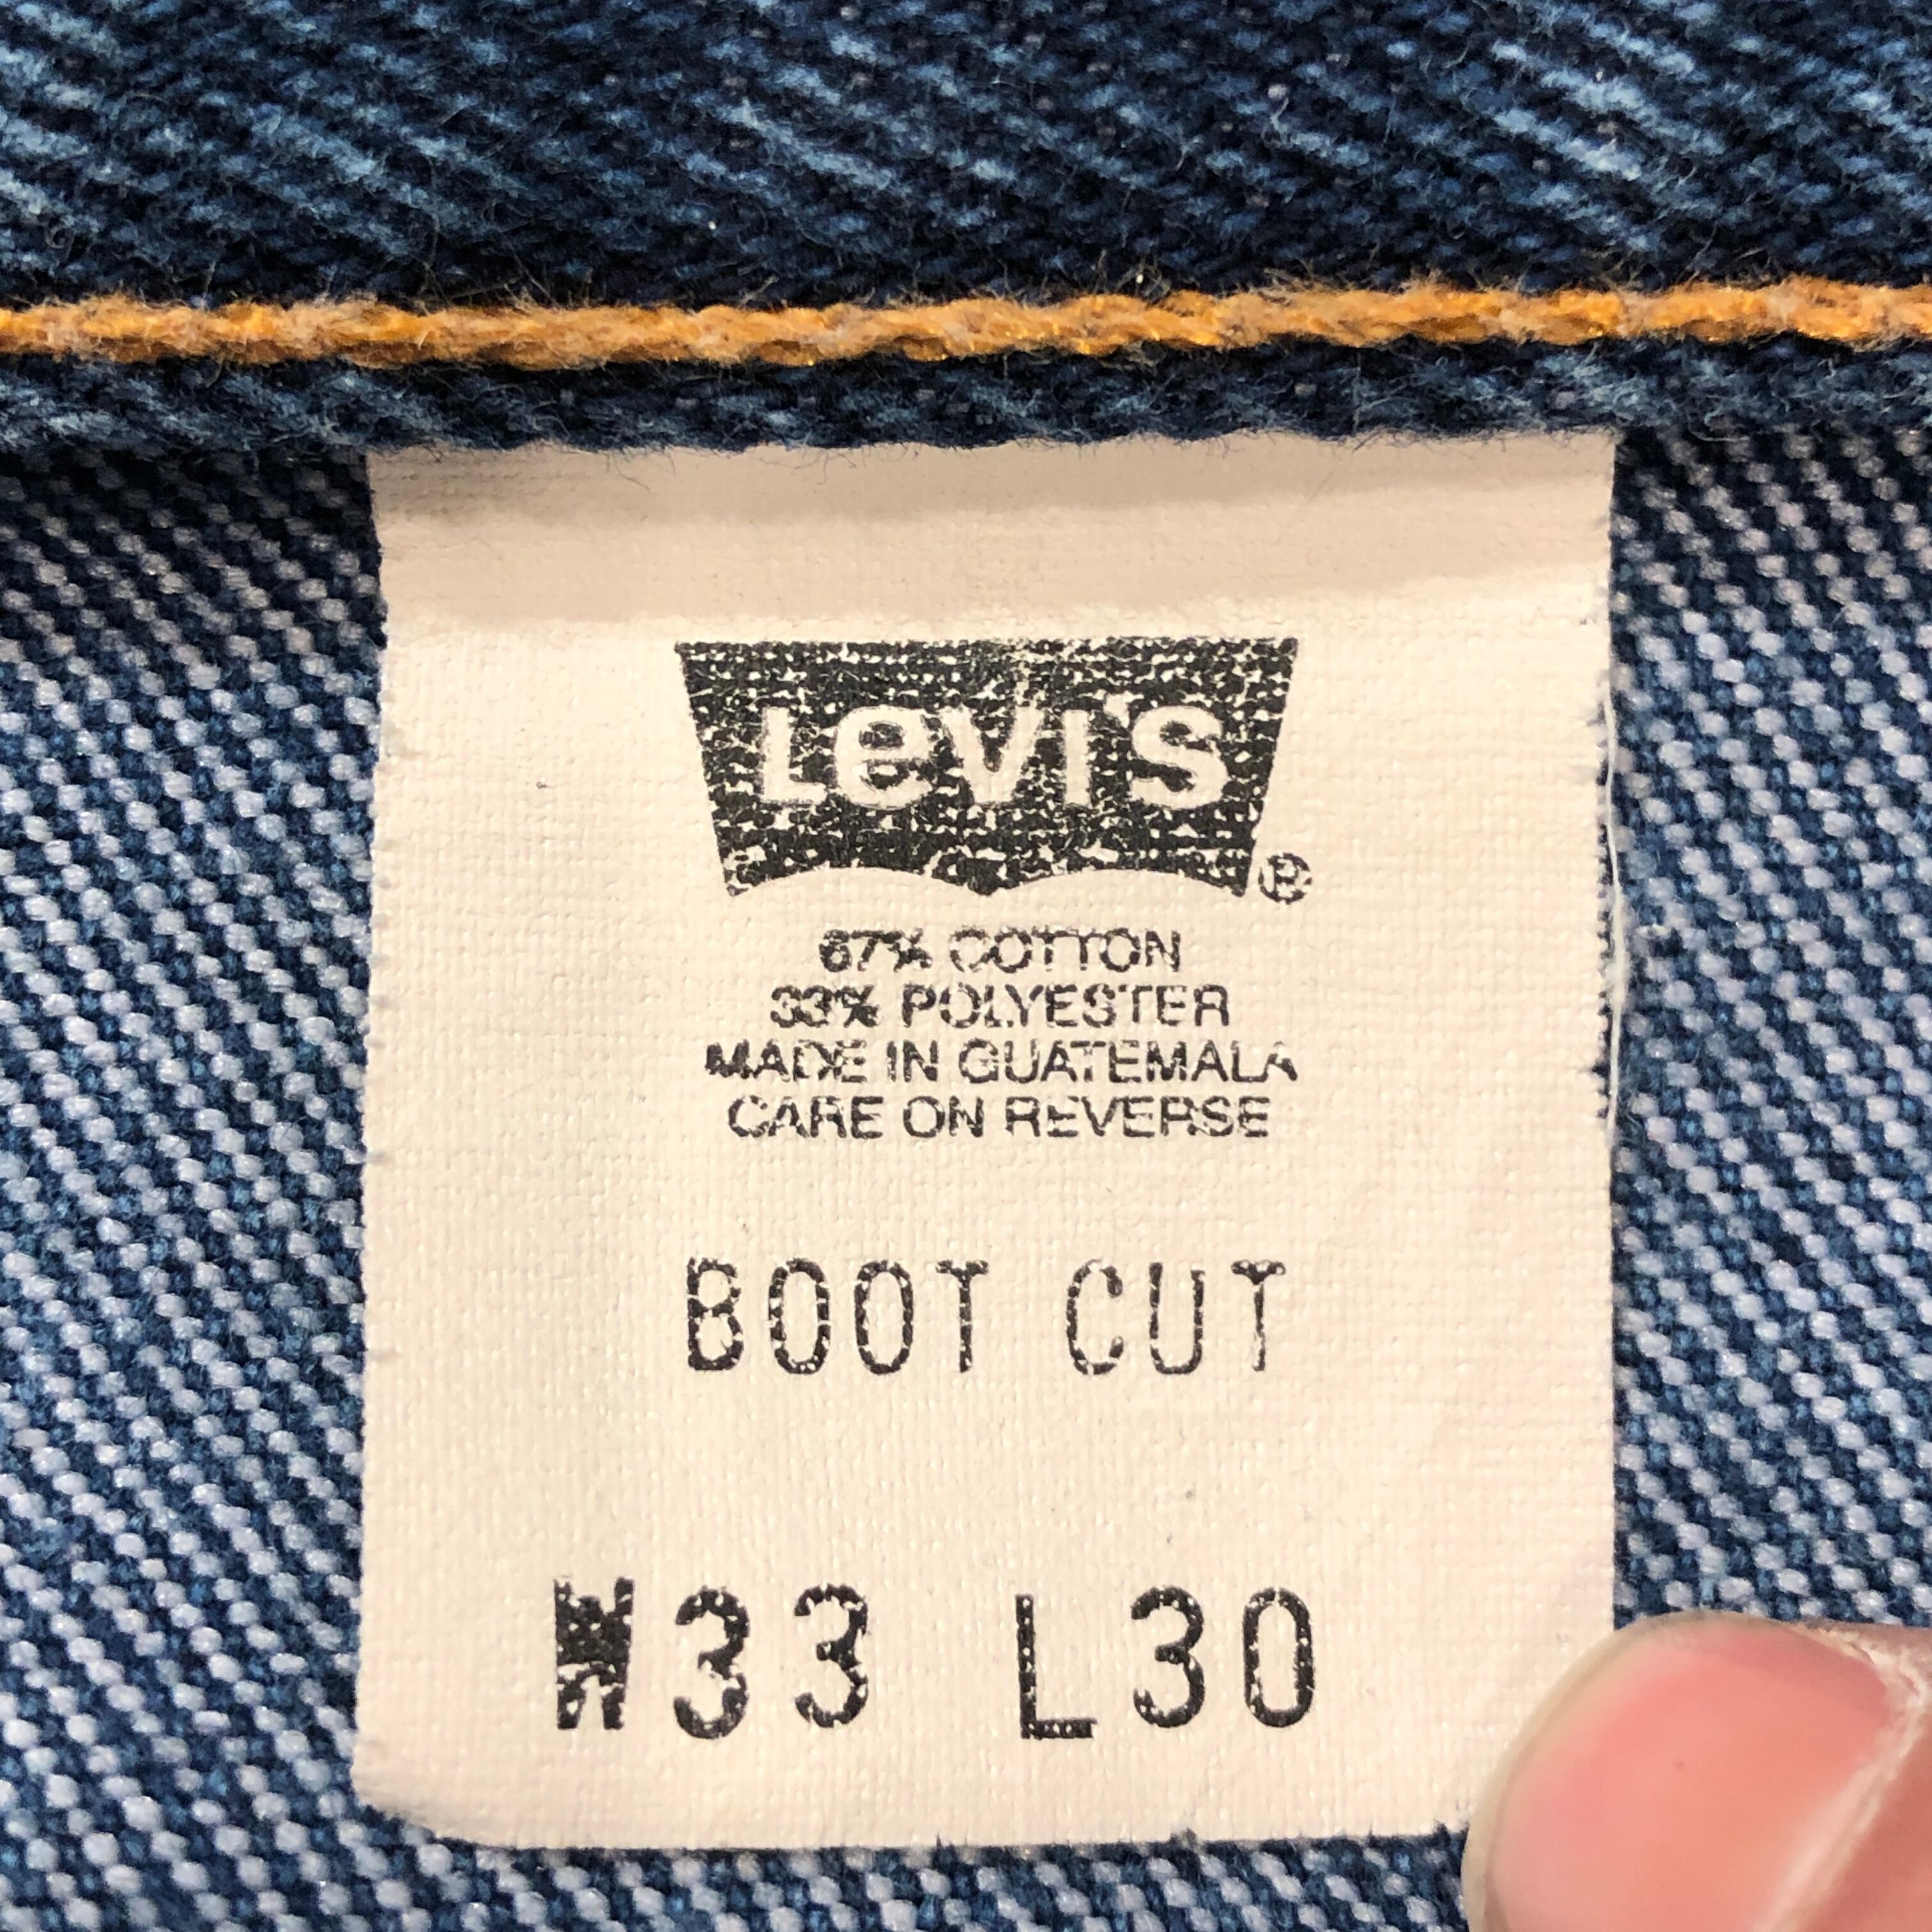 Levi's
®
67% COTTON
33% POLYESTER
MADE IN GUATEMALA
CARE ON REVERSE
BOOT CUT
W33 L30